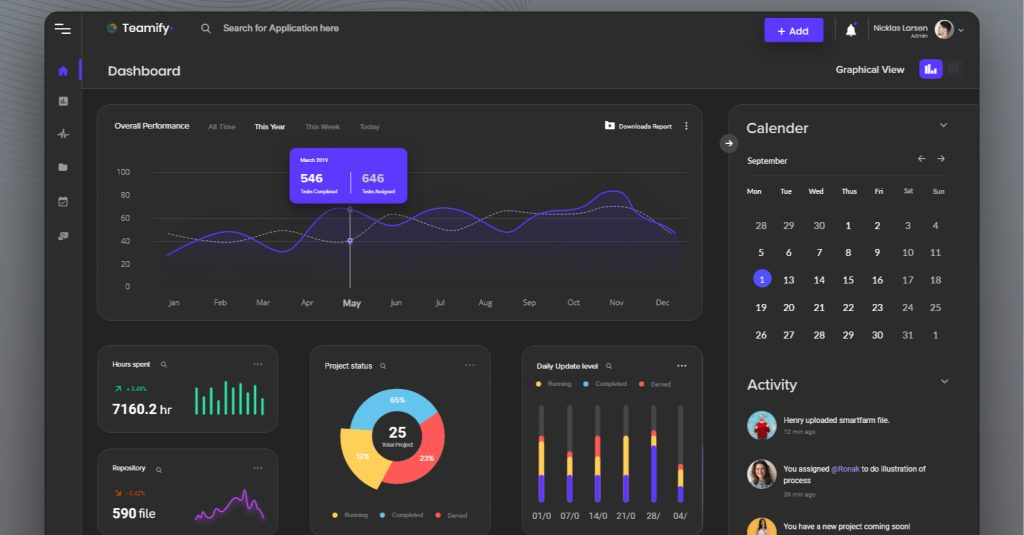 Teamify
Search for Application here
+ Add
Nicklas Larsen
Admin
Dashboard
Graphical View
Overall Performance
All Time
This Year
This Week
Today
Downloade Report
March 2019
546
646
Tasks Completed
Tasks Assigned
100
80
60
40
20
0
Jan
Feb
Mar
Apr
May
Jun
Jul
Aug
Sep
Oct
Nov
Dec
Calender
September
Mon Tue Wed Thus Fri Sat Sun
28 29 30 1 2 3 4
5 6 7 8 9 10 11
1 13 14 15 16 17 18
19 20 21 22 23 24 25
26 27 28 29 30 31 1
Hours spent
+3.49%
7160.2 hr
Repository
-0.42%
590 file
Project status
65%
12%
23%
25
Total Project
Running
Completed
Denied
Daily Update level
Running
Completed
Denied
01/0 07/0 14/0 21/0 28/ 04/
Activity
Henry uploaded smartfarm file.
12 min ago
You assigned @Ronak to do illustration of
process
39 min ago
You have a new project coming soon!